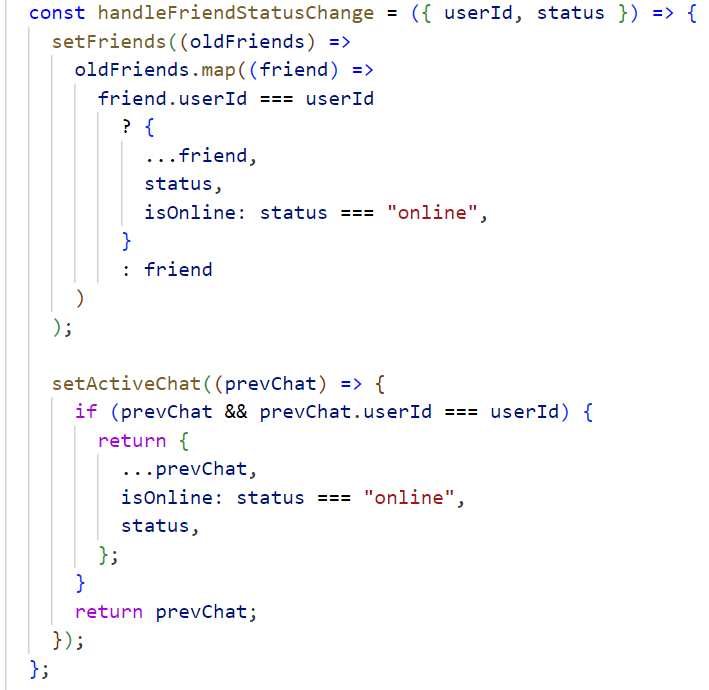 const handleFriendStatusChange = ({ userId, status }) => {
  setFriends((oldFriends) =>
    oldFriends.map((friend) =>
      friend.userId === userId
        ? {
          ...friend,
          status,
          isOnline: status === "online",
        }
        : friend
    )
  );

  setActiveChat((prevChat) => {
    if (prevChat && prevChat.userId === userId) {
      return {
        ...prevChat,
        isOnline: status === "online",
        status,
      };
    }
    return prevChat;
  });
};